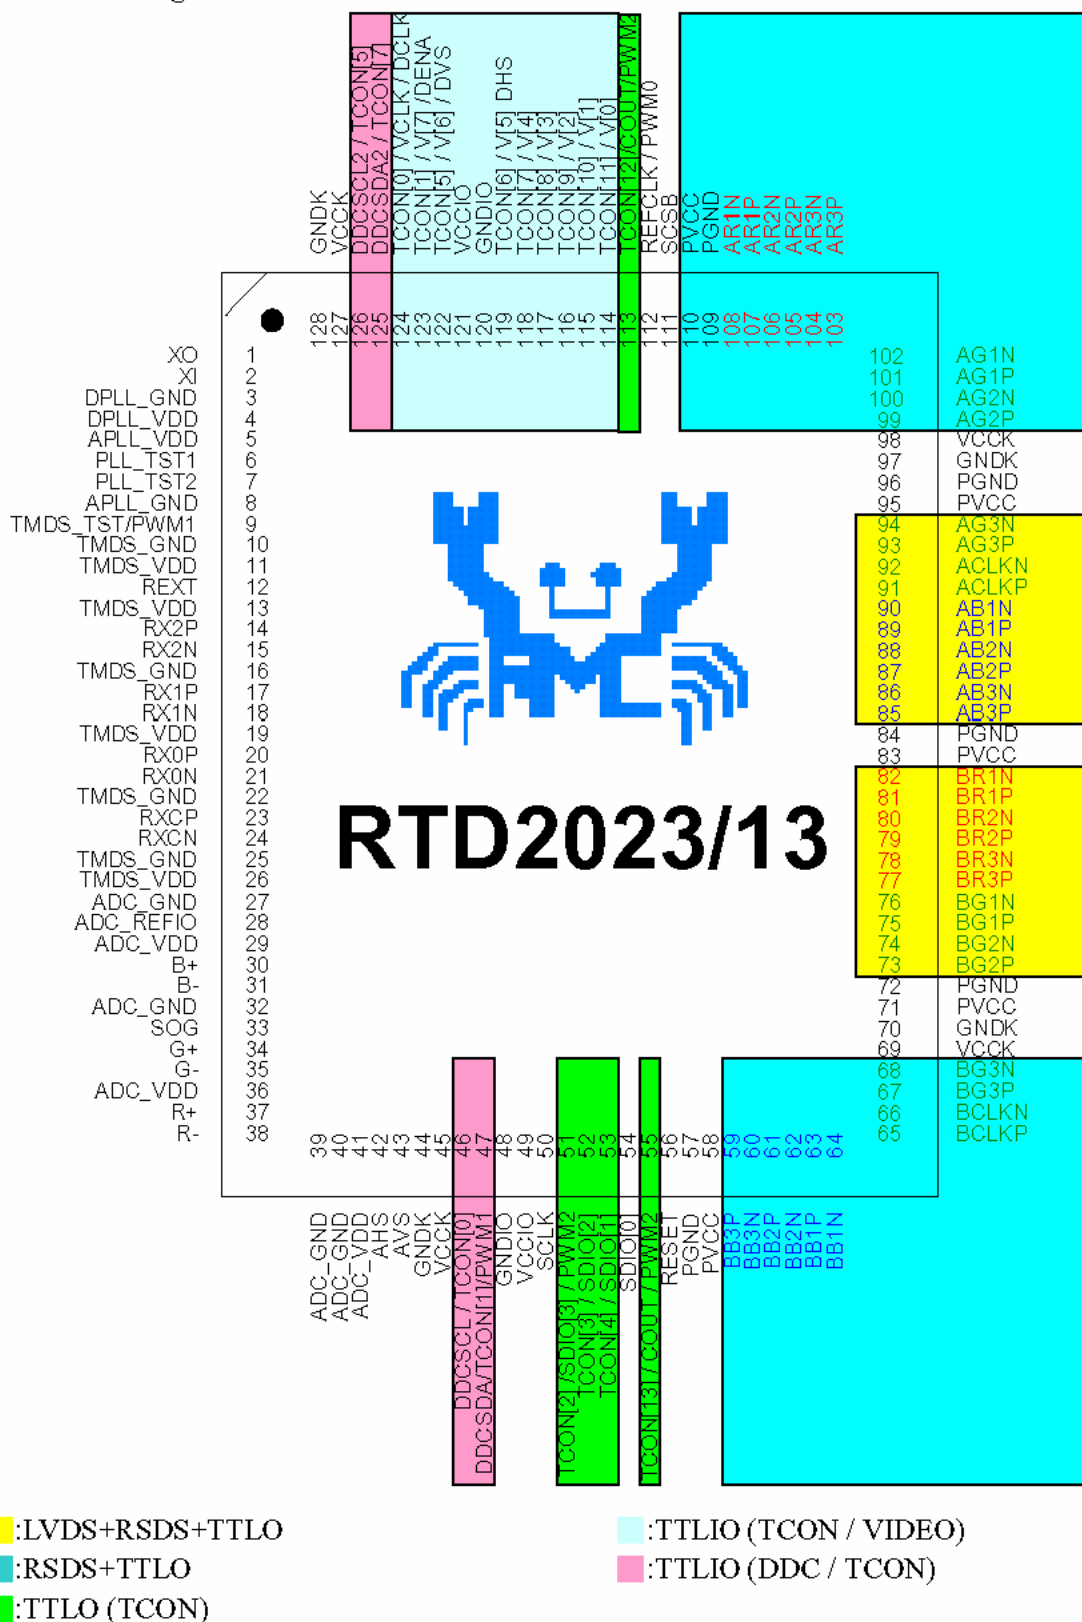 DDCSCL2 / TCON[5]
DDCSDA2 / TCON[7]
TCON[0] / VCLK / DCLK
TCON[1] / V[7] /DENA
TCON[5] / V[6] / DVS
VCCIO
GNDIO
TCON[6] / V[5] DHS
TCON[7] / V[4]
TCON[8] / V[3]
TCON[9] / V[2]
TCON[10] / V[1]
TCON[11] / V[0]
TCON[12] /COUT/PWM2
REFCLK / PWM0
SCSB
GNDK
VCCK
PVCC
PGND
AR1N
AR1P
AR2N
AR2P
AR3N
AR3P
128 127 126 125 124 123 122 121 120 119 118 117 116 115 114 113 112 111 110 109 108 107 106 105 104 103
XO 1
XI 2
DPLL_GND 3
DPLL_VDD 4
APLL_VDD 5
PLL_TST1 6
PLL_TST2 7
APLL_GND 8
TMDS_TST/PWM1 9
TMDS_GND 10
TMDS_VDD 11
REXT 12
TMDS_VDD 13
RX2P 14
RX2N 15
TMDS_GND 16
RX1P 17
RX1N 18
TMDS_VDD 19
RX0P 20
RX0N 21
TMDS_GND 22
RXCP 23
RXCN 24
TMDS_GND 25
TMDS_VDD 26
ADC_GND 27
ADC_REFIO 28
ADC_VDD 29
B+ 30
B- 31
ADC_GND 32
SOG 33
G+ 34
G- 35
ADC_VDD 36
R+ 37
R- 38
RTD2023/13
102 AG1N
101 AG1P
100 AG2N
99 AG2P
98 VCCK
97 GNDK
96 PGND
95 PVCC
94 AG3N
93 AG3P
92 ACLKN
91 ACLKP
90 AB1N
89 AB1P
88 AB2N
87 AB2P
86 AB3N
85 AB3P
84 PGND
83 PVCC
82 BR1N
81 BR1P
80 BR2N
79 BR2P
78 BR3N
77 BR3P
76 BG1N
75 BG1P
74 BG2N
73 BG2P
72 PGND
71 PVCC
70 GNDK
69 VCCK
68 BG3N
67 BG3P
66 BCLKN
65 BCLKP
39 40 41 42 43 44 45 46 47 48 49 50 51 52 53 54 55 56 57 58 59 60 61 62 63 64
ADC_GND
ADC_GND
ADC_VDD
AHS
AVS
GNDK
VCCK
DDCSCL / TCON[0]
DDCSDA/TCON[1]/PWM1
GNDIO
VCCIO
SCLK
TCON[2] /SDIO[3] / PWM2
TCON[3] / SDIO[2]
TCON[4] / SDIO[1]
SDIO[0]
TCON[13] / COUT / PWM2
RESET
PGND
PVCC
BB3P
BB3N
BB2P
BB2N
BB1P
BB1N
:LVDS+RSDS+TTLO
:RSDS+TTLO
:TTLO (TCON)
:TTLIO (TCON / VIDEO)
:TTLIO (DDC / TCON)